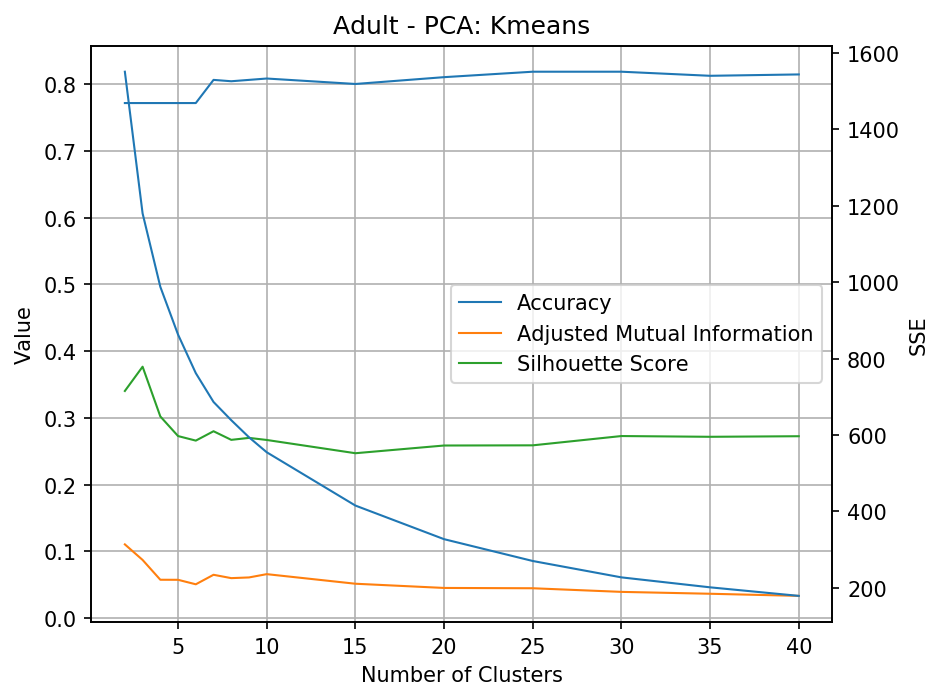 Adult - PCA: Kmeans
Value
0.8
0.7
0.6
0.5
0.4
0.3
0.2
0.1
0.0
1600
1400
1200
1000
800
600
400
200
SSE
Accuracy
Adjusted Mutual Information
Silhouette Score
5 10 15 20 25 30 35 40
Number of Clusters